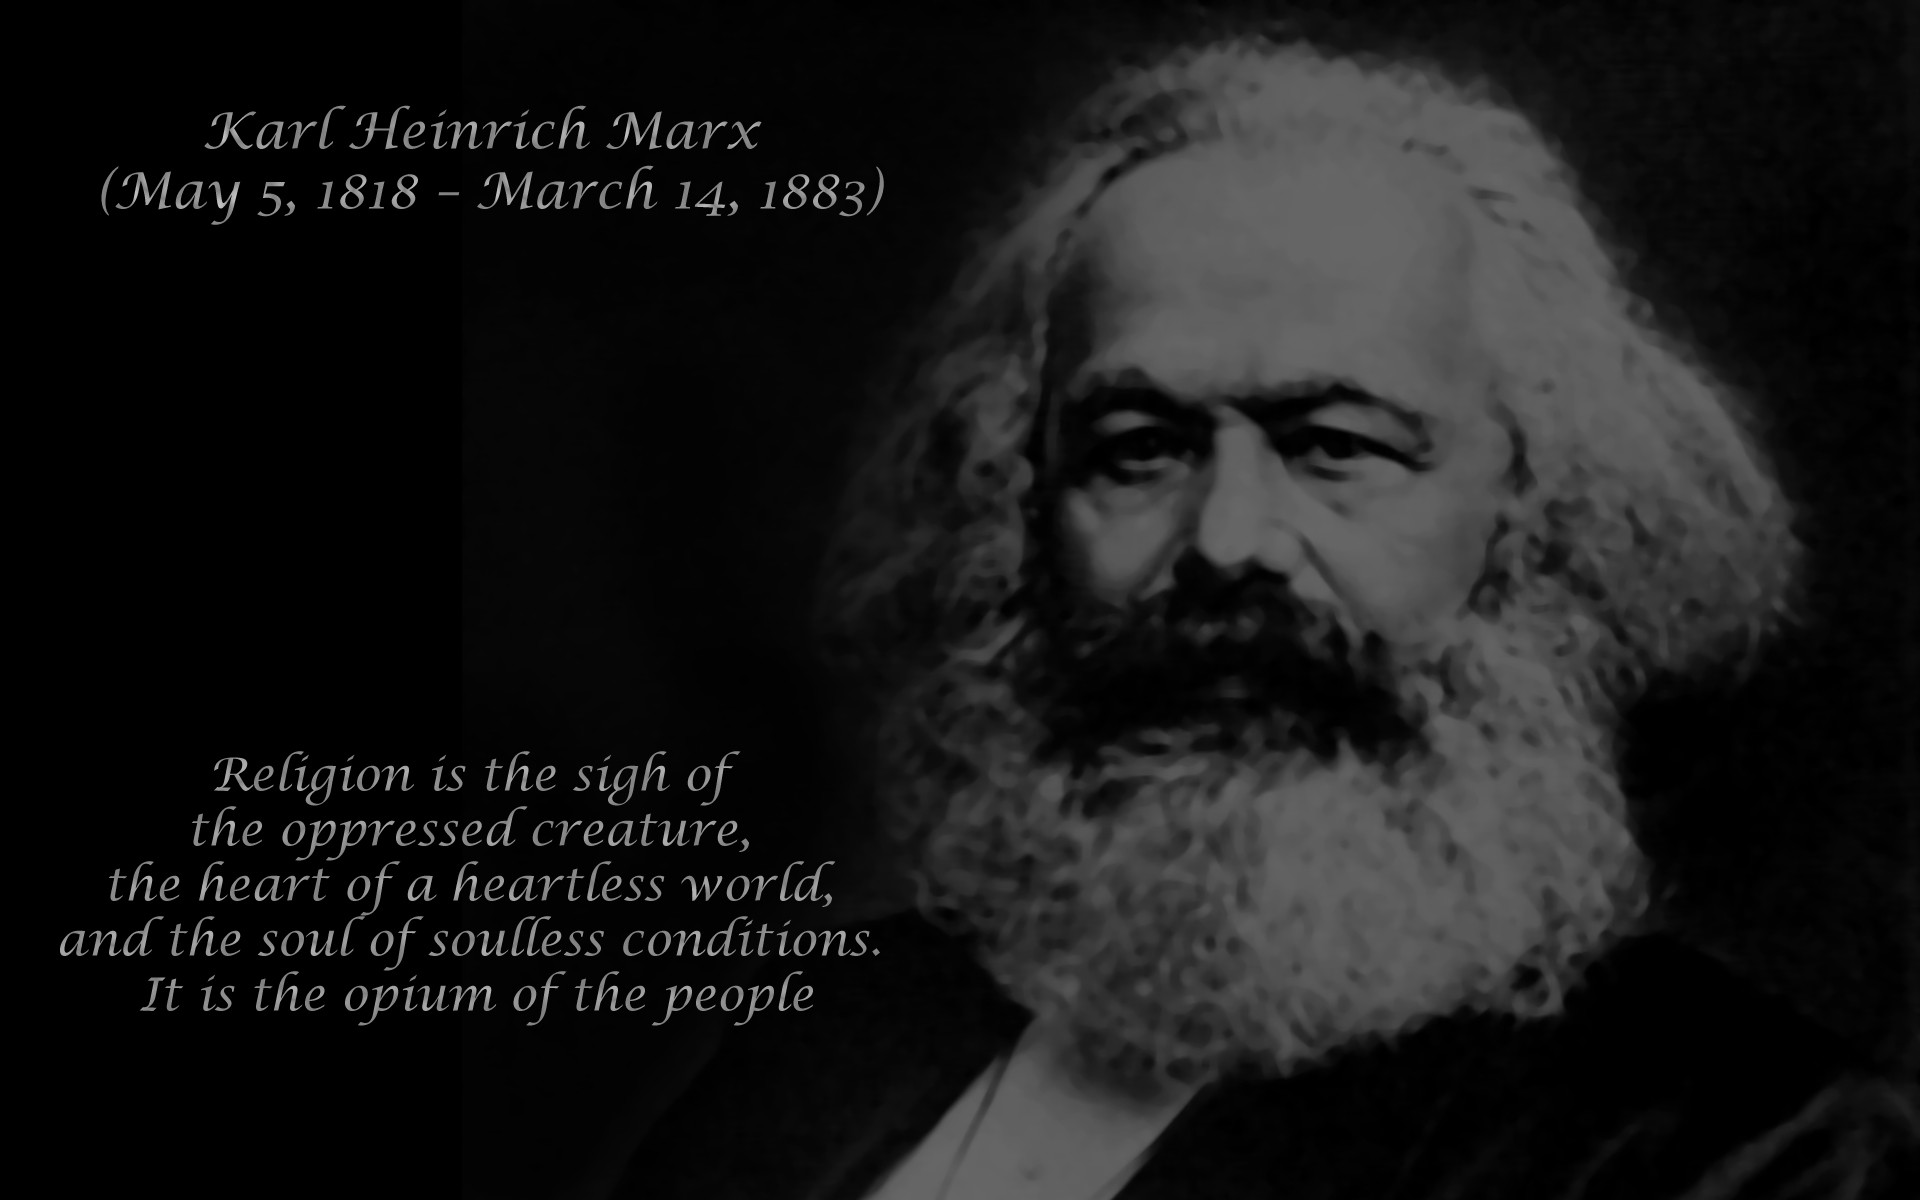 Karl Heinrich Marx
(May 5, 1818 – March 14, 1883)
Religion is the sigh of
the oppressed creature,
the heart of a heartless world,
and the soul of soulless conditions.
It is the opium of the people